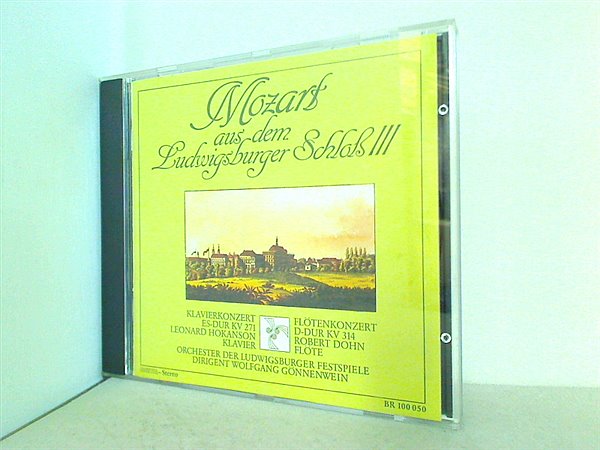 Mozart
aus dem
Ludwigsburger Schloß III
KLAVIERKONZERT
ES-DUR KV 271
LEONARD HOKANSON
KLAVIER
FLÖTENKONZERT
D-DUR KV 314
ROBERT DOHN
FLÖTE
ORCHESTER DER LUDWIGSBURGER FESTSPIELE
DIRIGENT WOLFGANG GÖNNENWEIN
Stereo
BR 100 050